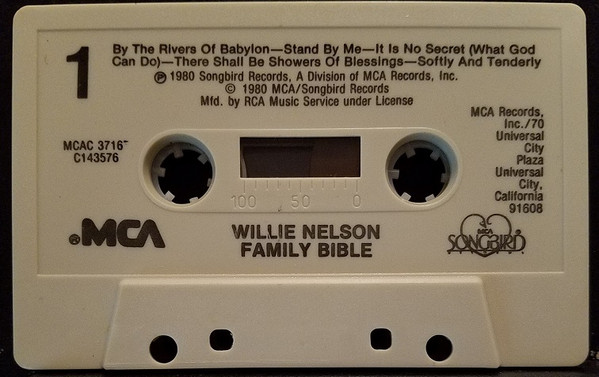 1
By The Rivers Of Babylon—Stand By Me—It Is No Secret (What God
Can Do)—There Shall Be Showers Of Blessings—Softly And Tenderly
℗ 1980 Songbird Records, A Division of MCA Records, Inc.
© 1980 MCA/Songbird Records
Mfd. by RCA Music Service under License
MCAC 3716
C143576
MCA Records,
Inc./70
Universal
City
Plaza
Universal
City,
California
91608
100 50 0
®MCA
WILLIE NELSON
FAMILY BIBLE
MCA
SONGBIRD